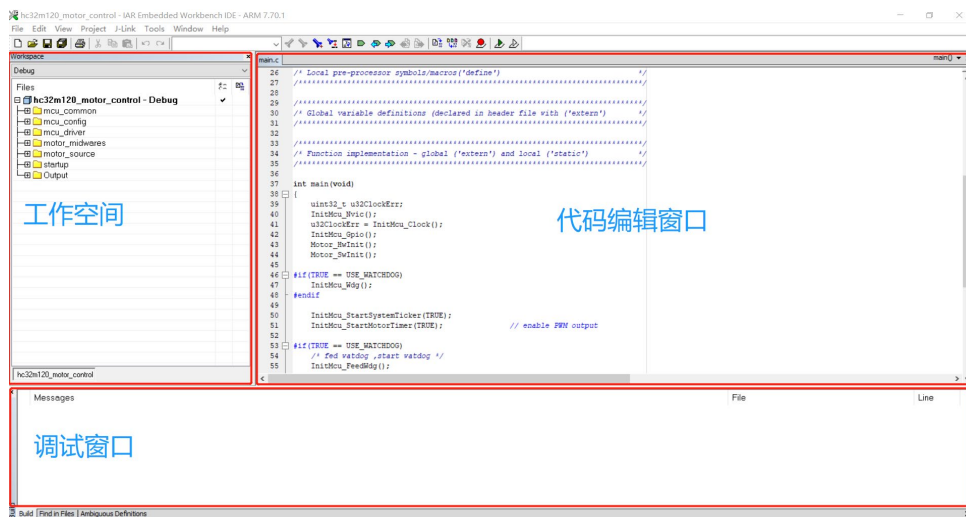 hc32m120_motor_control - IAR Embedded Workbench IDE - ARM 7.70.1
File Edit View Project J-Link Tools Window Help
Workspace
Debug
Files
hc32m120_motor_control - Debug
mcu_common
mcu_config
mcu_driver
motor_midwares
motor_source
startup
Output
工作空间
hc32m120_motor_control
main.c
main()
26 /* Local pre-processor symbols/macros('define') */
27 /*****************************************************************************/
28
29 /*****************************************************************************/
30 /* Global variable definitions (declared in header file with ('extern') */
31 /*****************************************************************************/
32
33 /*****************************************************************************/
34 /* Function implementation - global ('extern') and local ('static') */
35 /*****************************************************************************/
36
37 int main(void)
38 {
39 uint32_t u32ClockErr;
40 InitMcu_Nvic();
41 u32ClockErr = InitMcu_Clock();
42 InitMcu_Gpio();
43 Motor_HwInit();
44 Motor_SwInit();
45
46 #if(TRUE == USE_WATCHDOG)
47 InitMcu_Wdg();
48 #endif
49
50 InitMcu_StartSystemTicker(TRUE);
51 InitMcu_StartMotorTimer(TRUE); // enable PWM output
52
53 #if(TRUE == USE_WATCHDOG)
54 /* fed watdog ,start watdog */
55 InitMcu_FeedWdg();
代码编辑窗口
Messages File Line
调试窗口
Build Find in Files Ambiguous Definitions